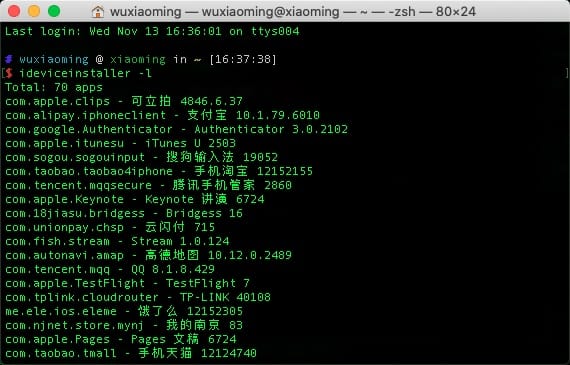 wuxiaoming — wuxiaoming@xiaoming — ~ — -zsh — 80×24
Last login: Wed Nov 13 16:36:01 on ttys004
# wuxiaoming @ xiaoming in ~ [16:37:38]
[$ ideviceinstaller -l ]
Total: 70 apps
com.apple.clips - 可立拍 4846.6.37
com.alipay.iphoneclient - 支付宝 10.1.79.6010
com.google.Authenticator - Authenticator 3.0.2102
com.apple.itunesu - iTunes U 2503
com.sogou.sogouinput - 搜狗输入法 19052
com.taobao.taobao4iphone - 手机淘宝 12152155
com.tencent.mqqsecure - 腾讯手机管家 2860
com.apple.Keynote - Keynote 讲演 6724
com.18jiasu.bridgess - Bridgess 16
com.unionpay.chsp - 云闪付 715
com.fish.stream - Stream 1.0.124
com.autonavi.amap - 高德地图 10.12.0.2489
com.tencent.mqq - QQ 8.1.8.429
com.apple.TestFlight - TestFlight 7
com.tplink.cloudrouter - TP-LINK 40108
me.ele.ios.eleme - 饿了么 12152305
com.njnet.store.mynj - 我的南京 83
com.apple.Pages - Pages 文稿 6724
com.taobao.tmall - 手机天猫 12124740